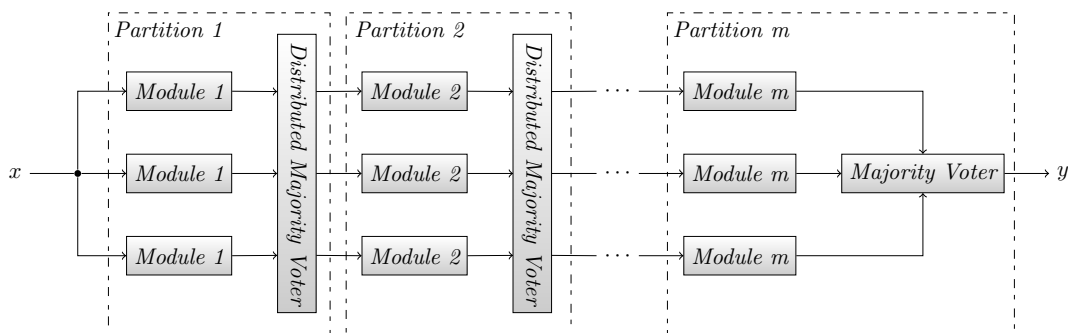 Partition 1
Partition 2
Partition m
Module 1
Distributed Majority Voter
Module 2
Distributed Majority Voter
· · ·
Module m
x
Module 1
Module 2
· · ·
Module m
Majority Voter
y
Module 1
Module 2
· · ·
Module m